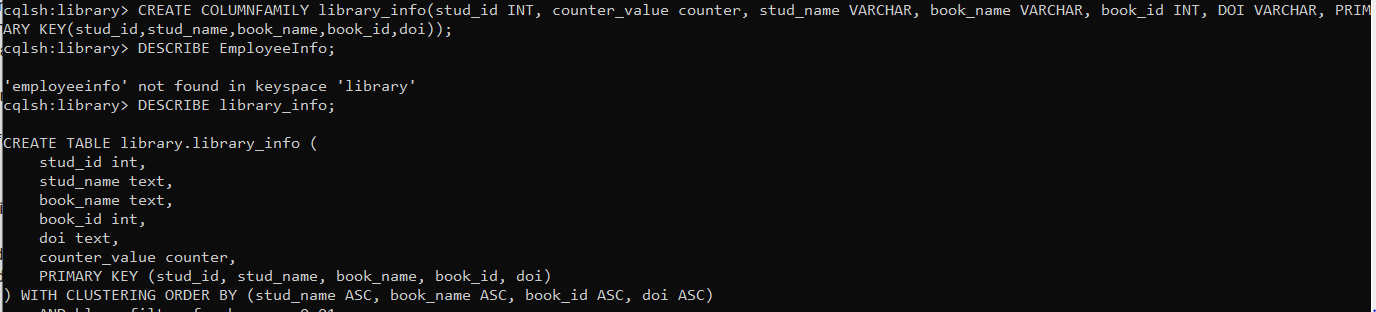 cqlsh:library> CREATE COLUMNFAMILY library_info(stud_id INT, counter_value counter, stud_name VARCHAR, book_name VARCHAR, book_id INT, DOI VARCHAR, PRIM
ARY KEY(stud_id,stud_name,book_name,book_id,doi));
cqlsh:library> DESCRIBE EmployeeInfo;
'employeeinfo' not found in keyspace 'library'
cqlsh:library> DESCRIBE library_info;
CREATE TABLE library.library_info (
stud_id int,
stud_name text,
book_name text,
book_id int,
doi text,
counter_value counter,
PRIMARY KEY (stud_id, stud_name, book_name, book_id, doi)
) WITH CLUSTERING ORDER BY (stud_name ASC, book_name ASC, book_id ASC, doi ASC)